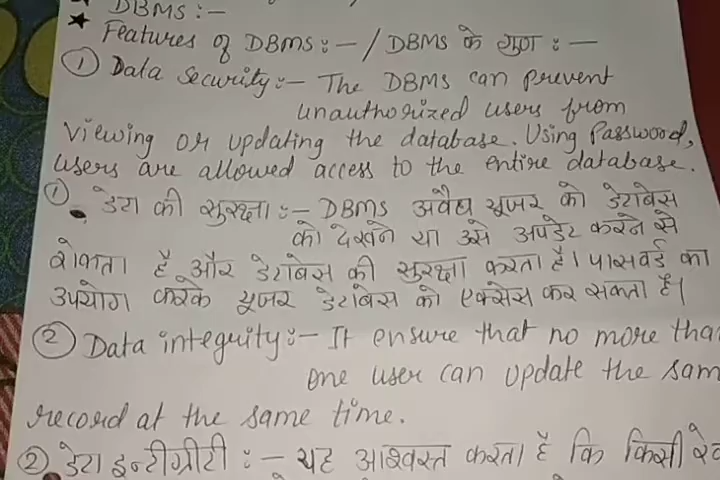 DBMS :-
★ Features of DBMS :- / DBMS के गुण : -
① Data Security :- The DBMS can prevent
unauthorized users from
viewing or updating the database. Using Password,
users are allowed access to the entire database.
① डेटा की सुरक्षा :- DBMS अवैध यूजर को डेटाबेस
को देखने या उसे अपडेट करने से
रोकता है और डेटाबेस की सुरक्षा करता है। पासवर्ड का
उपयोग करके यूजर डेटाबेस को एक्सेस कर सकता है।
② Data integrity :- It ensure that no more tha
one user can update the sam
record at the same time.
② डेटा इन्टीग्रीटी : - यह आश्वस्त करता है कि किसी रे